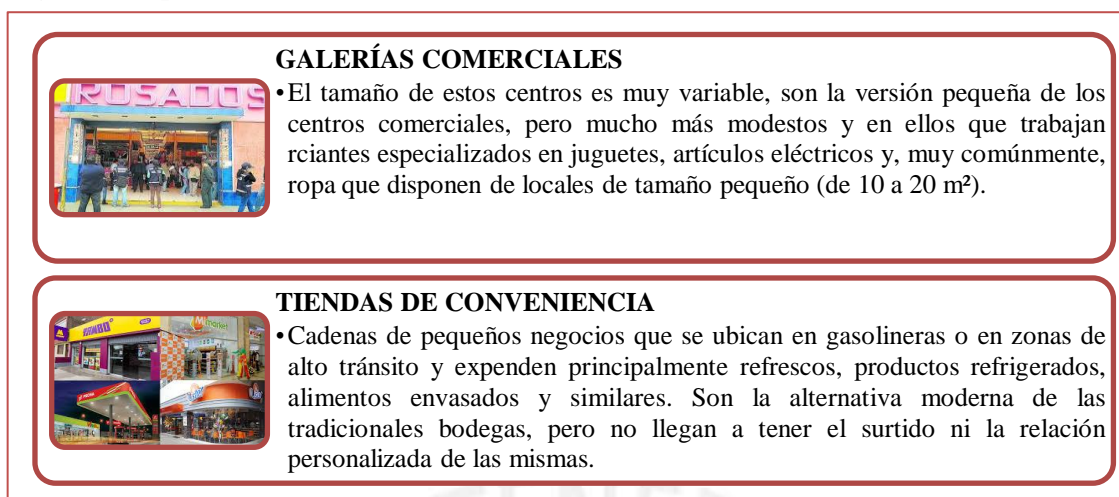 GALERÍAS COMERCIALES
•El tamaño de estos centros es muy variable, son la versión pequeña de los
centros comerciales, pero mucho más modestos y en ellos que trabajan
rciantes especializados en juguetes, artículos eléctricos y, muy comúnmente,
ropa que disponen de locales de tamaño pequeño (de 10 a 20 m²).
ROSADOS
TIENDAS DE CONVENIENCIA
•Cadenas de pequeños negocios que se ubican en gasolineras o en zonas de
alto tránsito y expenden principalmente refrescos, productos refrigerados,
alimentos envasados y similares. Son la alternativa moderna de las
tradicionales bodegas, pero no llegan a tener el surtido ni la relación
personalizada de las mismas.
market